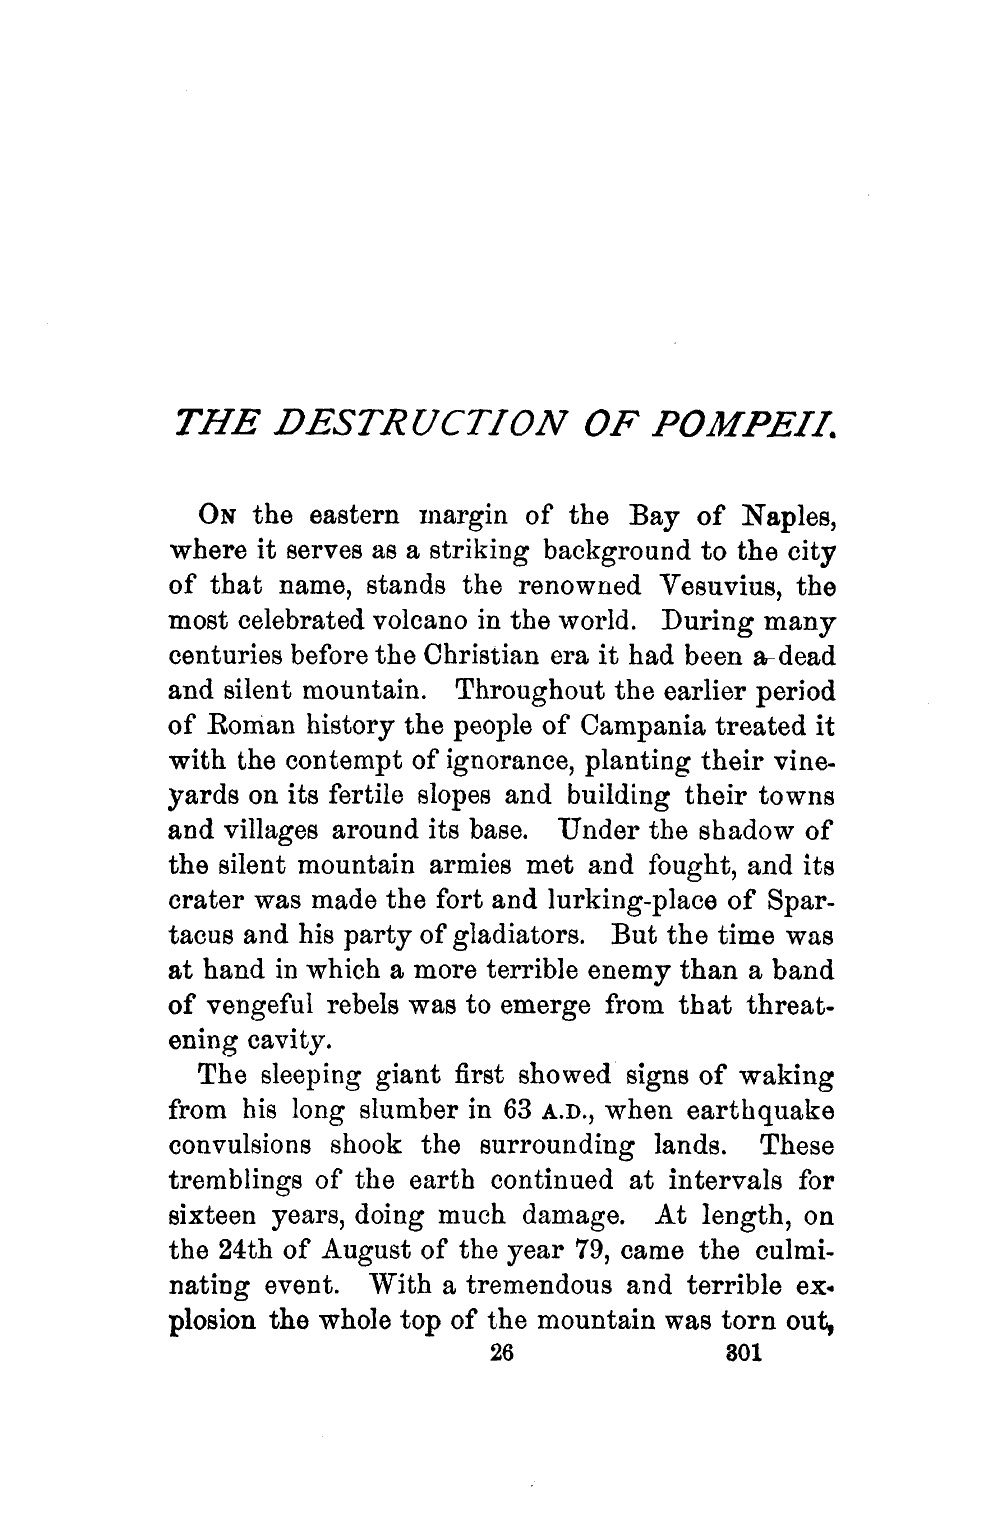 THE DESTRUCTION OF POMPEII.
ON the eastern margin of the Bay of Naples,
where it serves as a striking background to the city
of that name, stands the renowned Vesuvius, the
most celebrated volcano in the world. During many
centuries before the Christian era it had been a dead
and silent mountain. Throughout the earlier period
of Roman history the people of Campania treated it
with the contempt of ignorance, planting their vine-
yards on its fertile slopes and building their towns
and villages around its base. Under the shadow of
the silent mountain armies met and fought, and its
crater was made the fort and lurking-place of Spar-
tacus and his party of gladiators. But the time was
at hand in which a more terrible enemy than a band
of vengeful rebels was to emerge from that threat-
ening cavity.
The sleeping giant first showed signs of waking
from his long slumber in 63 A.D., when earthquake
convulsions shook the surrounding lands. These
tremblings of the earth continued at intervals for
sixteen years, doing much damage. At length, on
the 24th of August of the year 79, came the culmi-
nating event. With a tremendous and terrible ex-
plosion the whole top of the mountain was torn out,
26 301